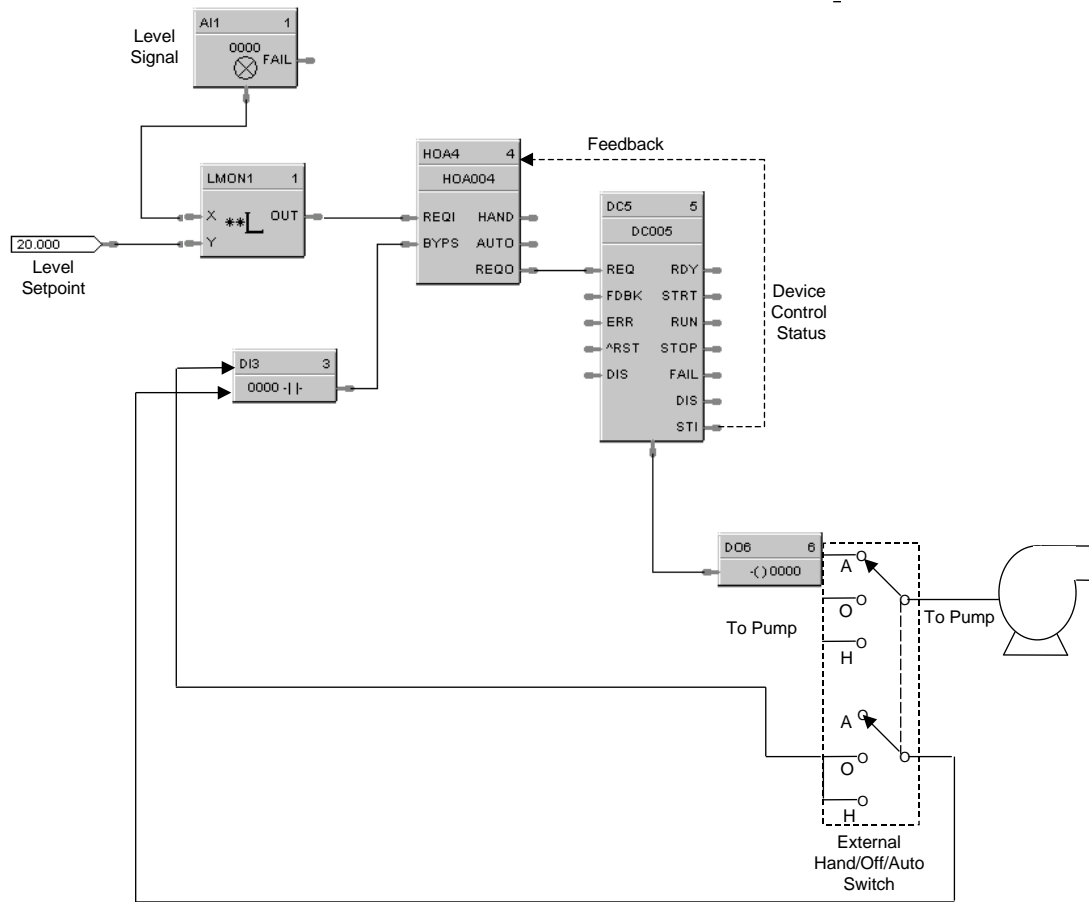 Level
Signal
AI1 1
0000
FAIL
LMON1 1
X OUT
**L
Y
20.000
Level
Setpoint
HOA4 4
HOA004
REQI HAND
BYPS AUTO
REQO
Feedback
DC5 5
DC005
REQ RDY
FDBK STRT
ERR RUN
^RST STOP
DIS FAIL
DIS
STI
Device
Control
Status
DI3 3
0000 -| |-
DO6 6
-( ) 0000
To Pump
A
O
H
To Pump
A
O
H
External
Hand/Off/Auto
Switch